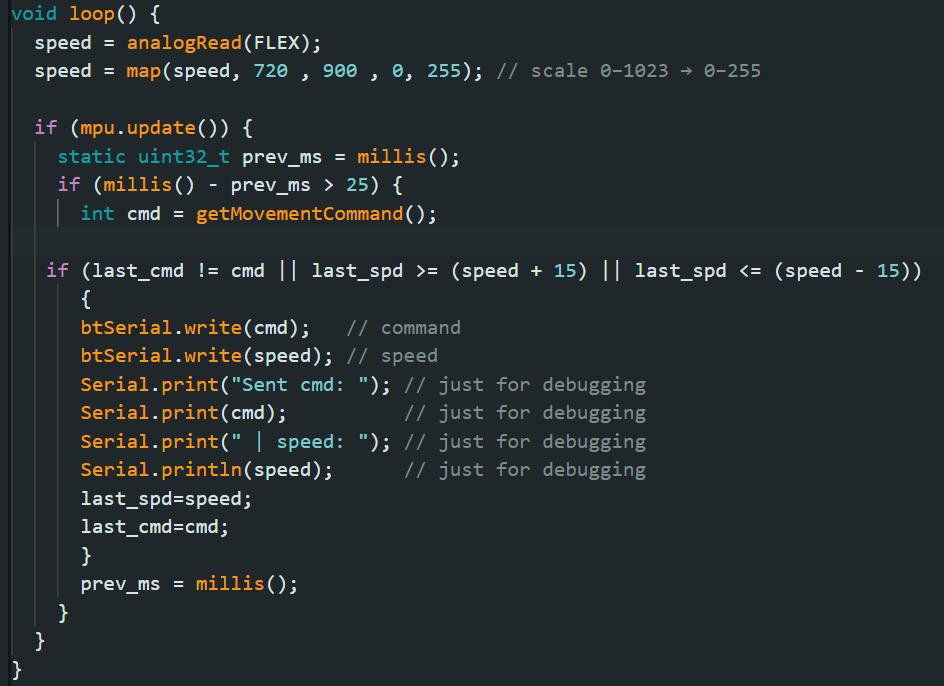 void loop() {
speed = analogRead(FLEX);
speed = map(speed, 720 , 900 , 0, 255); // scale 0–1023 → 0–255
if (mpu.update()) {
static uint32_t prev_ms = millis();
if (millis() - prev_ms > 25) {
int cmd = getMovementCommand();
if (last_cmd != cmd || last_spd >= (speed + 15) || last_spd <= (speed - 15))
{
btSerial.write(cmd); // command
btSerial.write(speed); // speed
Serial.print("Sent cmd: "); // just for debugging
Serial.print(cmd); // just for debugging
Serial.print(" | speed: "); // just for debugging
Serial.println(speed); // just for debugging
last_spd=speed;
last_cmd=cmd;
}
prev_ms = millis();
}
}
}